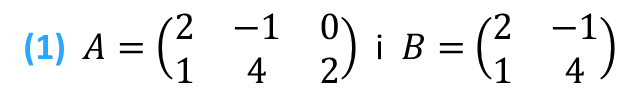 (1) A = (2 -1 0; 1 4 2) i B = (2 -1; 1 4)